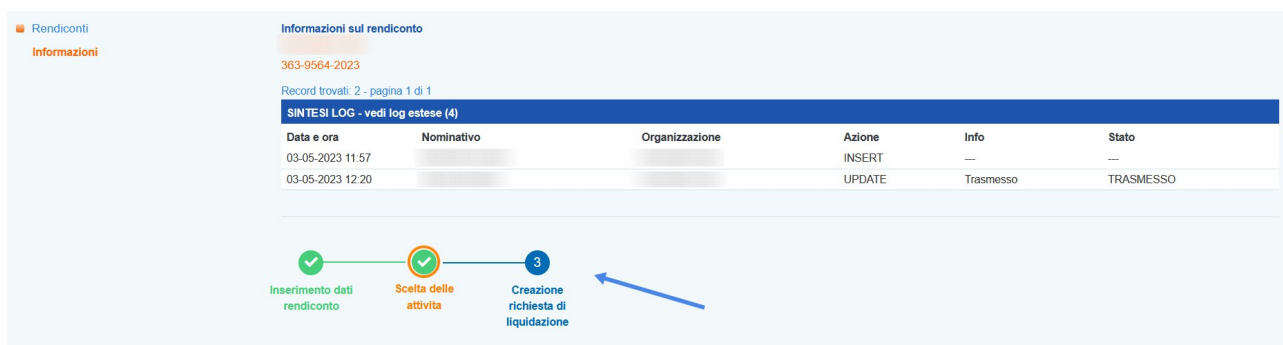 Rendiconti
Informazioni
Informazioni sul rendiconto
363-9564-2023
Record trovati: 2 - pagina 1 di 1
SINTESI LOG - vedi log estese (4)
Data e ora Nominativo Organizzazione Azione Info Stato
03-05-2023 11:57 INSERT --- ---
03-05-2023 12:20 UPDATE Trasmesso TRASMESSO
3
Inserimento dati
rendiconto
Scelta delle
attivita
Creazione
richiesta di
liquidazione